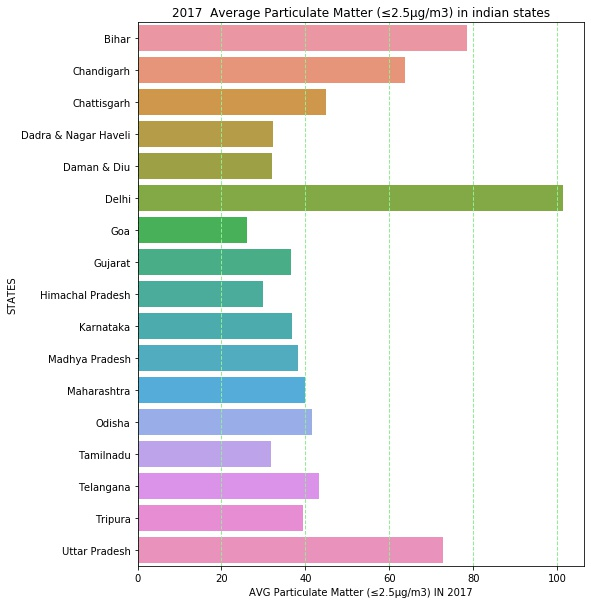 2017  Average Particulate Matter (≤2.5μg/m3) in indian states
STATES
Bihar
Chandigarh
Chattisgarh
Dadra & Nagar Haveli
Daman & Diu
Delhi
Goa
Gujarat
Himachal Pradesh
Karnataka
Madhya Pradesh
Maharashtra
Odisha
Tamilnadu
Telangana
Tripura
Uttar Pradesh
0 20 40 60 80 100
AVG Particulate Matter (≤2.5μg/m3) IN 2017